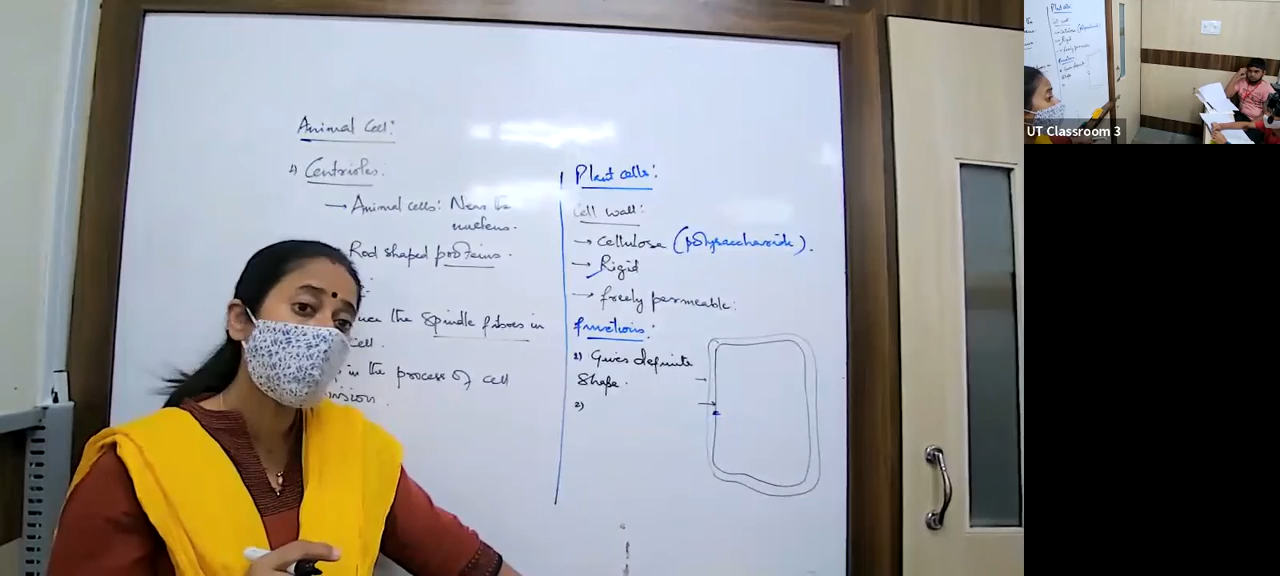 Animal Cell:
1) Centrioles.
→ Animal cells: Near the
nucleus.
Rod shaped proteins.
the Spindle fibres in
cell.
in the process of cell
Plant cells:
Cell wall:
→ Cellulose (polysaccharide).
→ Rigid
→ freely permeable:
functions:
1) Gives definite
Shape.
2)
UT Classroom 3